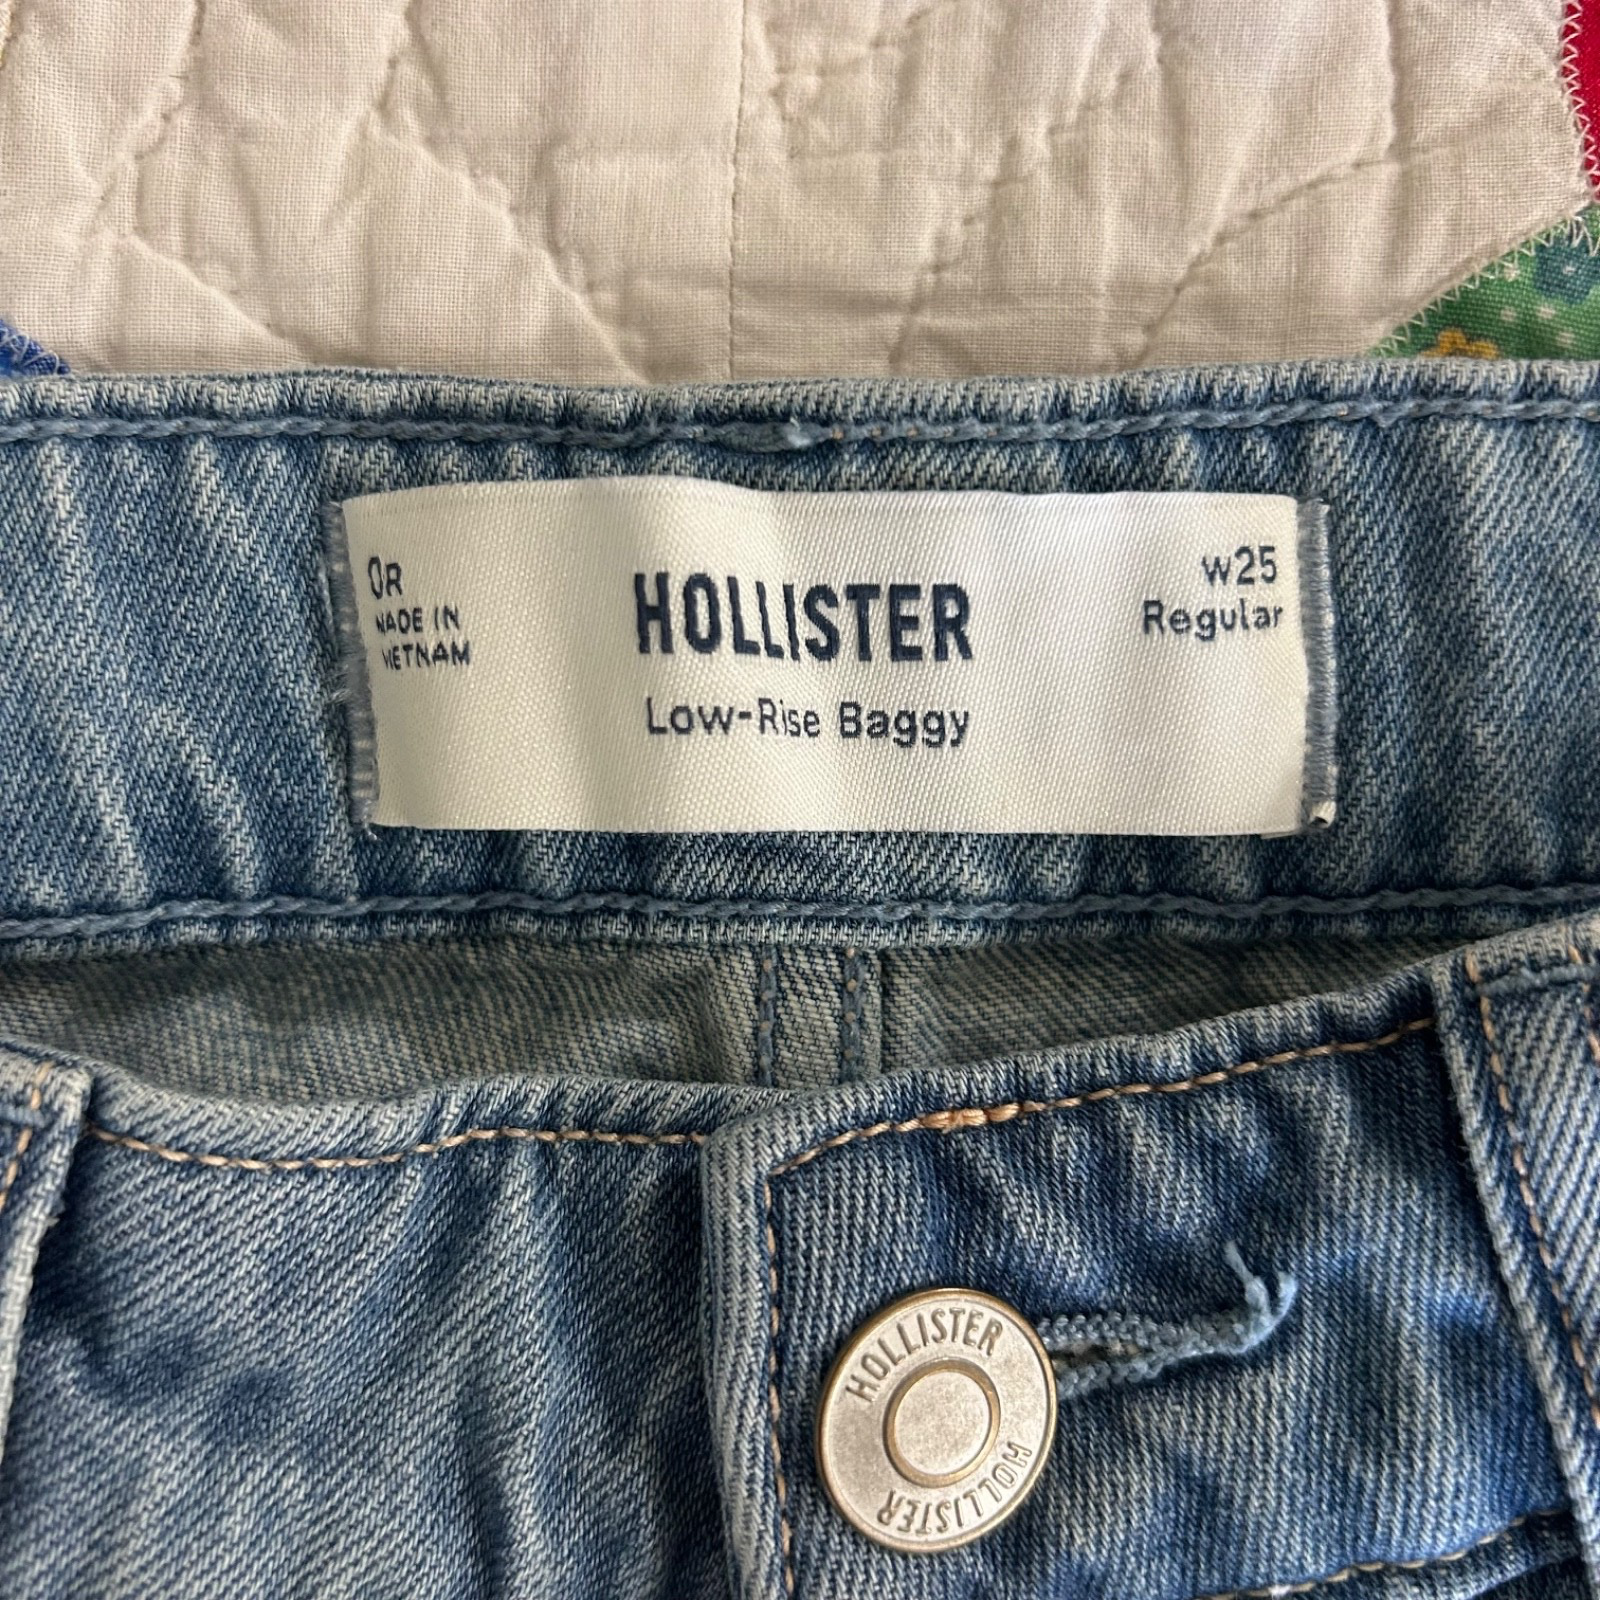 0R
MADE IN
VIETNAM
HOLLISTER
Low-Rise Baggy
W25
Regular
HOLLISTER
HOLLISTER